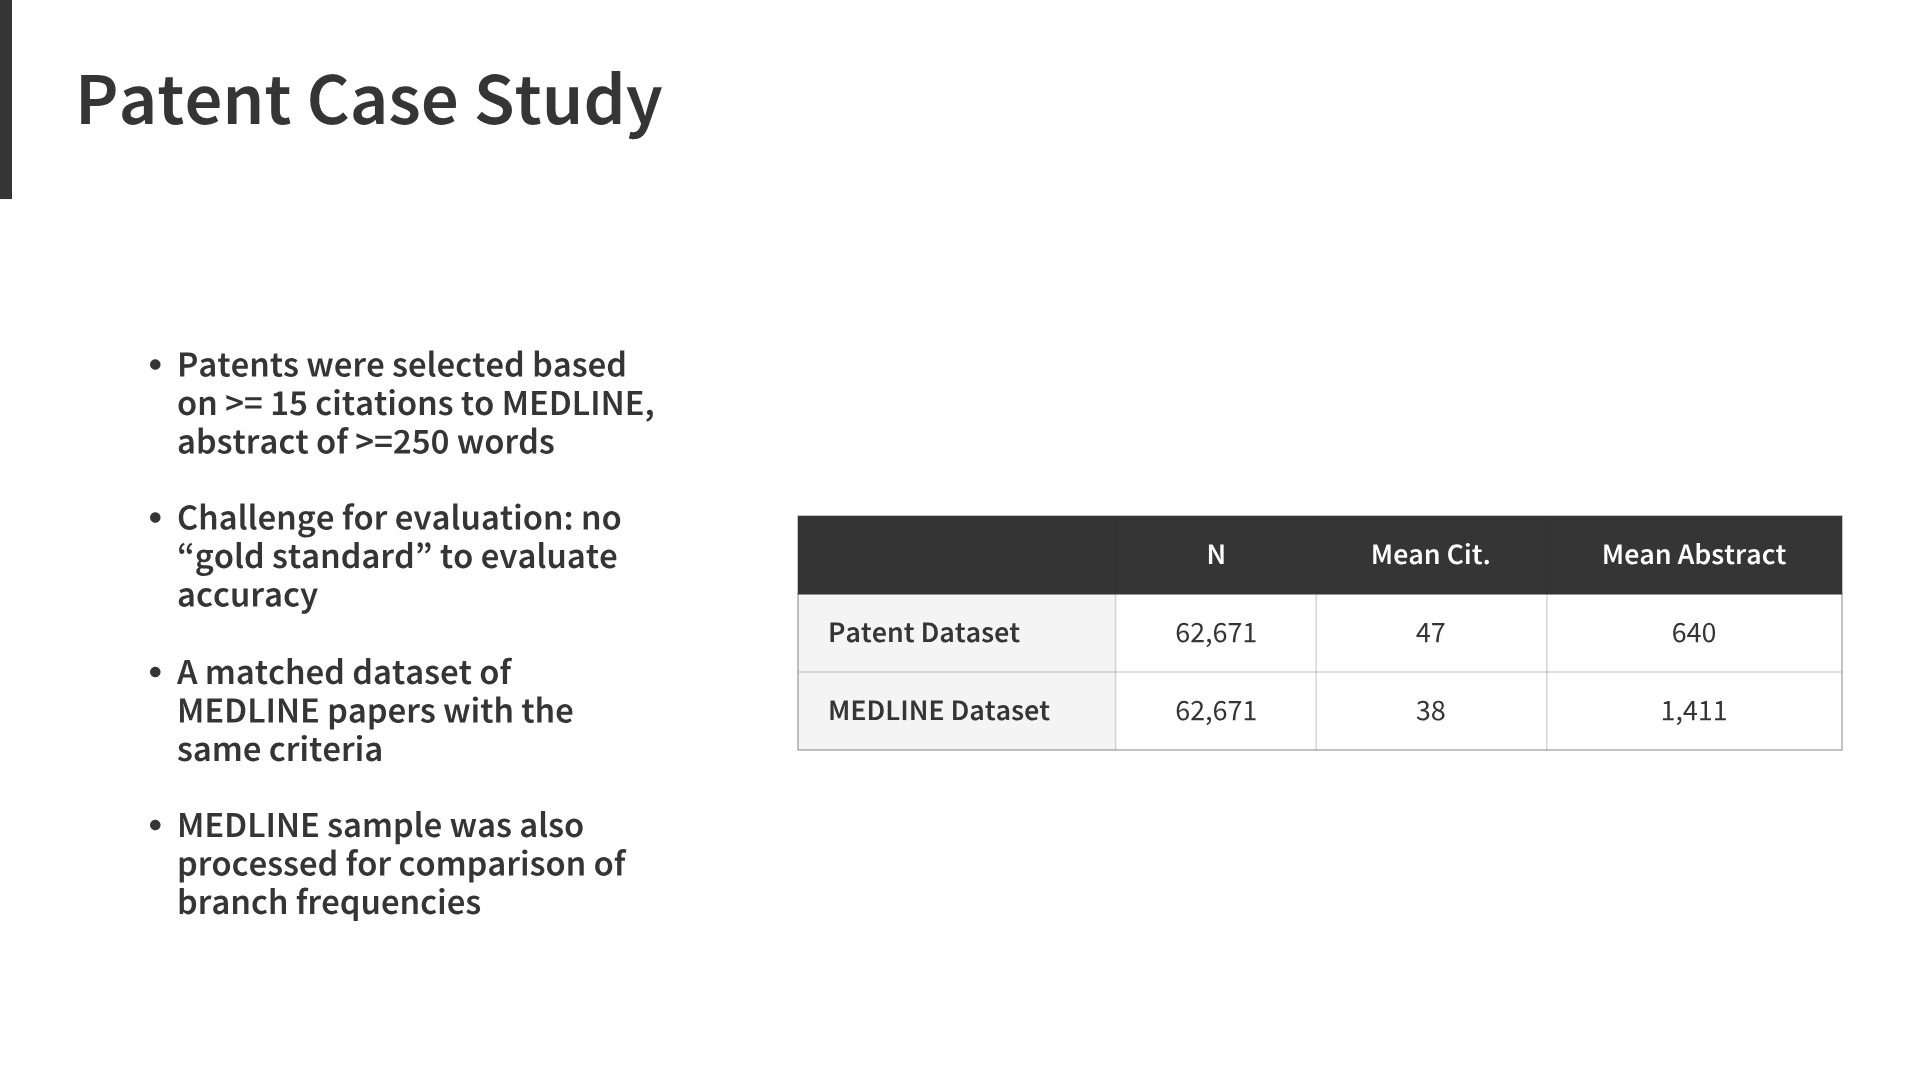 Patent Case Study
• Patents were selected based
on >= 15 citations to MEDLINE,
abstract of >=250 words
• Challenge for evaluation: no
“gold standard” to evaluate
accuracy
• A matched dataset of
MEDLINE papers with the
same criteria
• MEDLINE sample was also
processed for comparison of
branch frequencies
N Mean Cit. Mean Abstract
Patent Dataset 62,671 47 640
MEDLINE Dataset 62,671 38 1,411